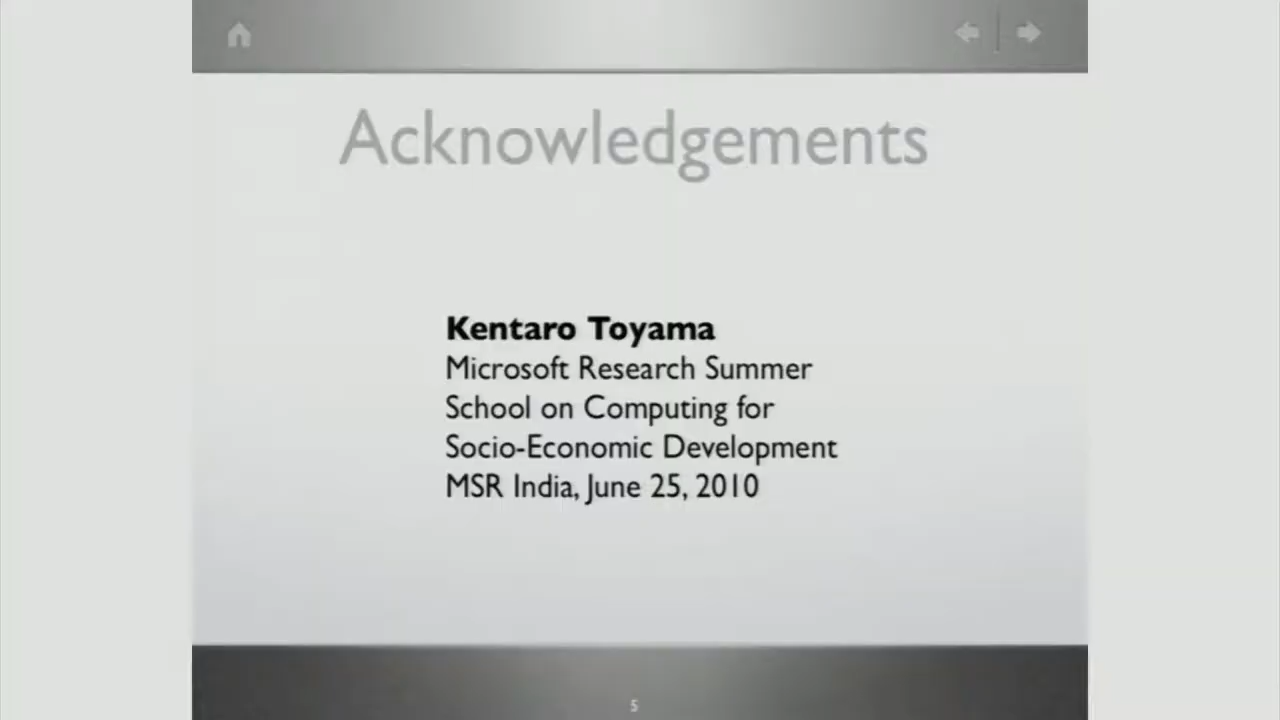 Acknowledgements
Kentaro Toyama
Microsoft Research Summer
School on Computing for
Socio-Economic Development
MSR India, June 25, 2010
5